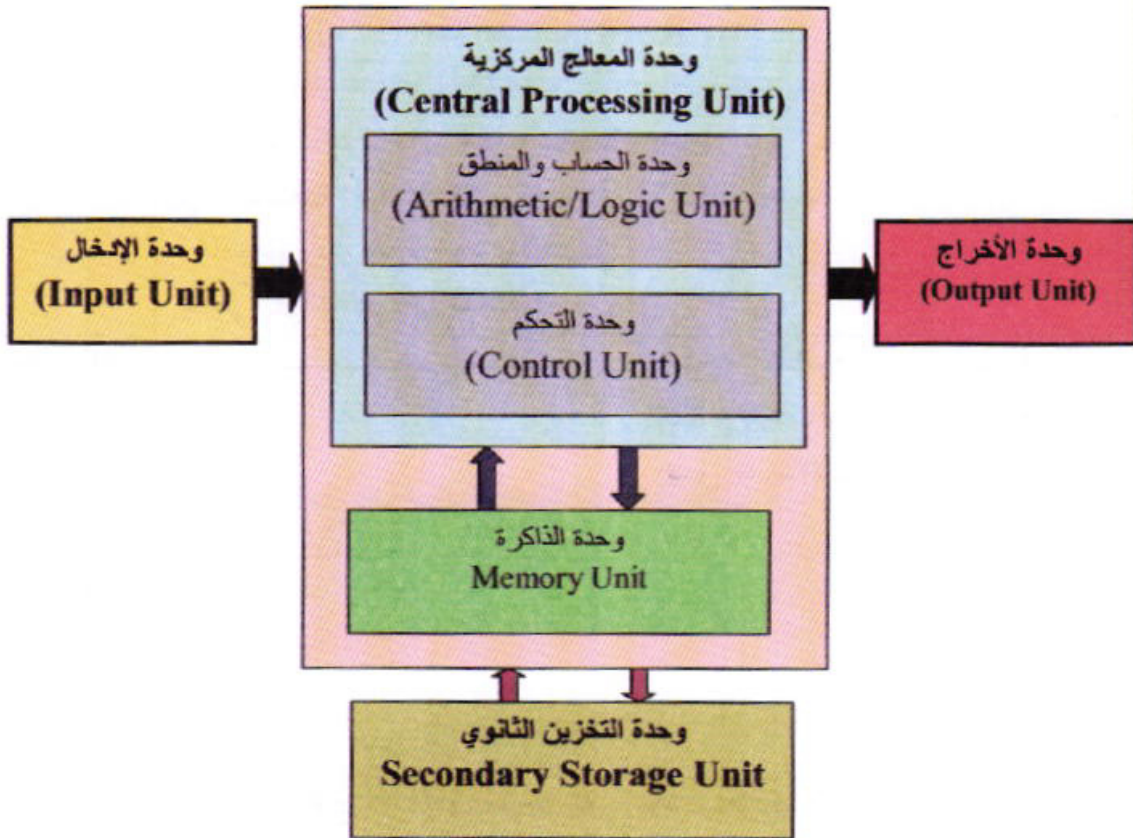 وحدة المعالج المركزية
(Central Processing Unit)
وحدة الحساب والمنطق
(Arithmetic/Logic Unit)
وحدة الإدخال
(Input Unit)
وحدة الأخراج
(Output Unit)
وحدة التحكم
(Control Unit)
وحدة الذاكرة
Memory Unit
وحدة التخزين الثانوي
Secondary Storage Unit